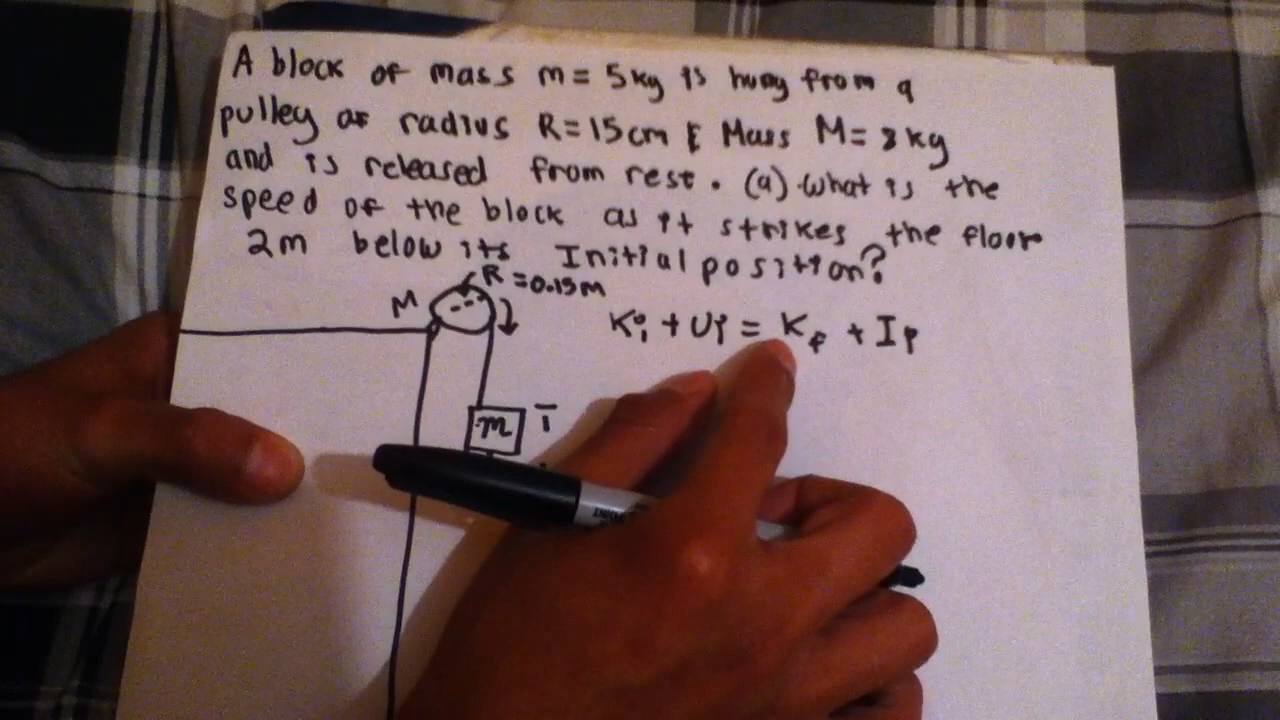 A block of mass m = 5kg is hung from a
pulley of radius R = 15cm & Mass M = 8kg
and is released from rest. (a) What is the
speed of the block as it strikes the floor
2m below its Initial position?
R = 0.15m
M
Ki + Ui = Kf + If
m
i